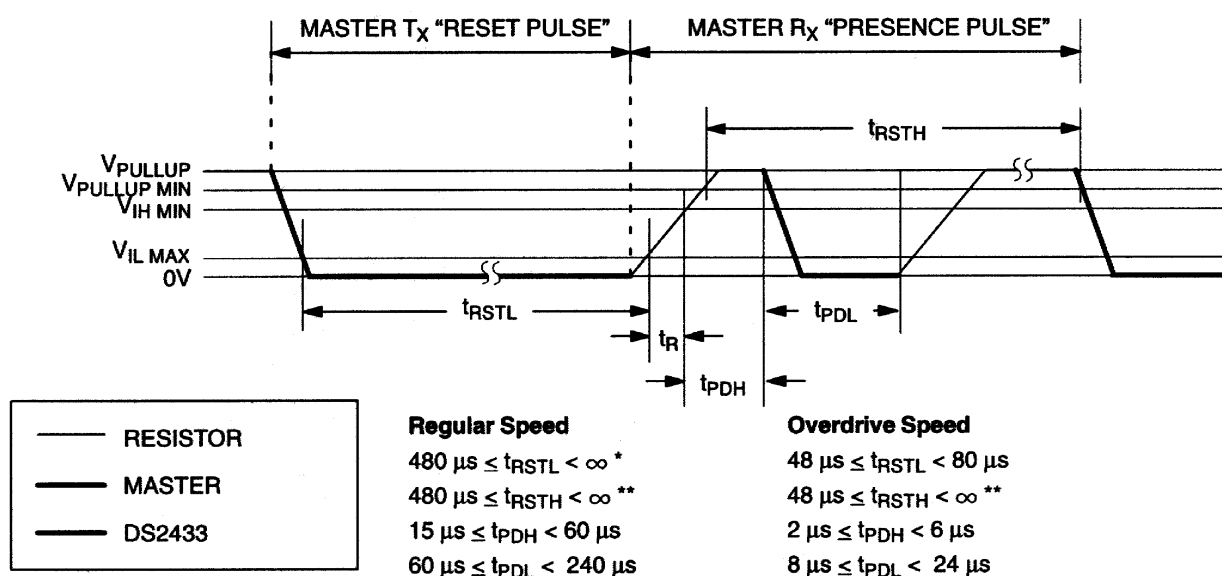 MASTER TX "RESET PULSE" MASTER RX "PRESENCE PULSE"
tRSTH
VPULLUP
VPULLUP MIN
VIH MIN
VIL MAX
0V
tRSTL
tPDL
tR
tPDH
RESISTOR
MASTER
DS2433
Regular Speed
480 µs ≤ tRSTL < ∞ *
480 µs ≤ tRSTH < ∞ **
15 µs ≤ tPDH < 60 µs
60 µs ≤ tPDL < 240 µs
Overdrive Speed
48 µs ≤ tRSTL < 80 µs
48 µs ≤ tRSTH < ∞ **
2 µs ≤ tPDH < 6 µs
8 µs ≤ tPDL < 24 µs